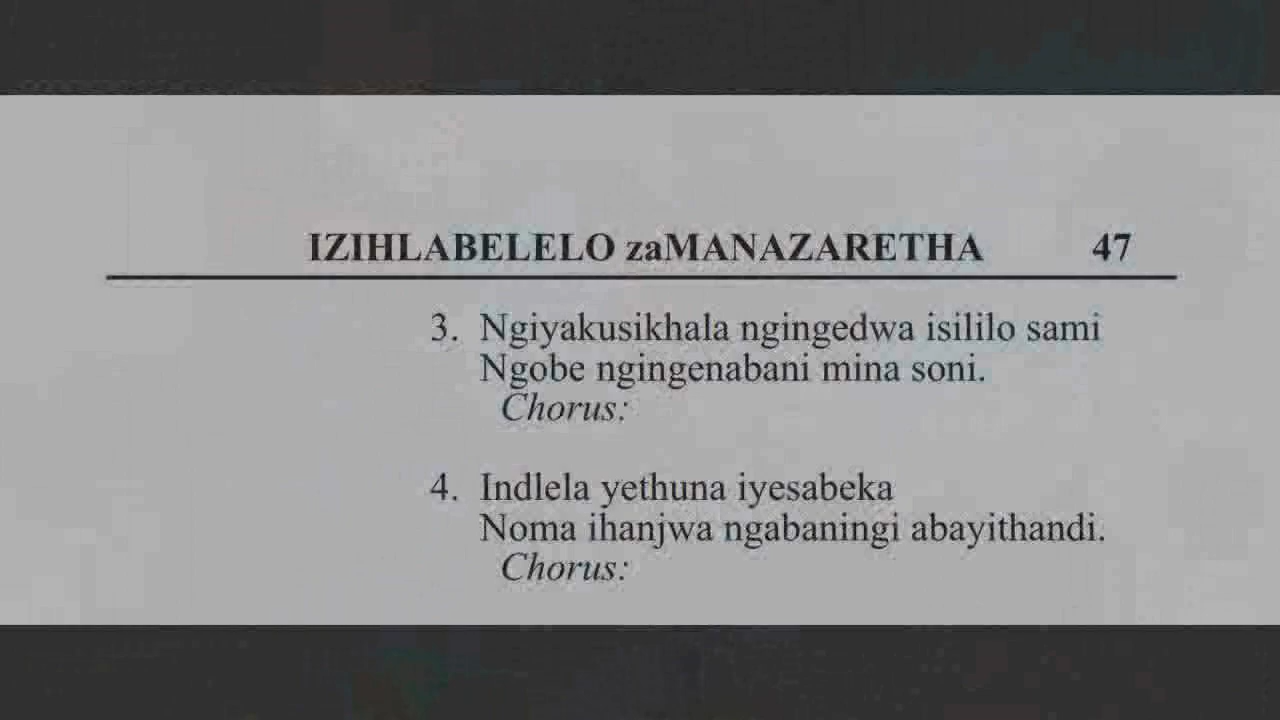 IZIHLABELELO zaMANAZARETHA 47
3. Ngiyakusikhala ngingedwa isililo sami
Ngobe ngingenabani mina soni.
Chorus:
4. Indlela yethuna iyesabeka
Noma ihanjwa ngabaningi abayithandi.
Chorus: